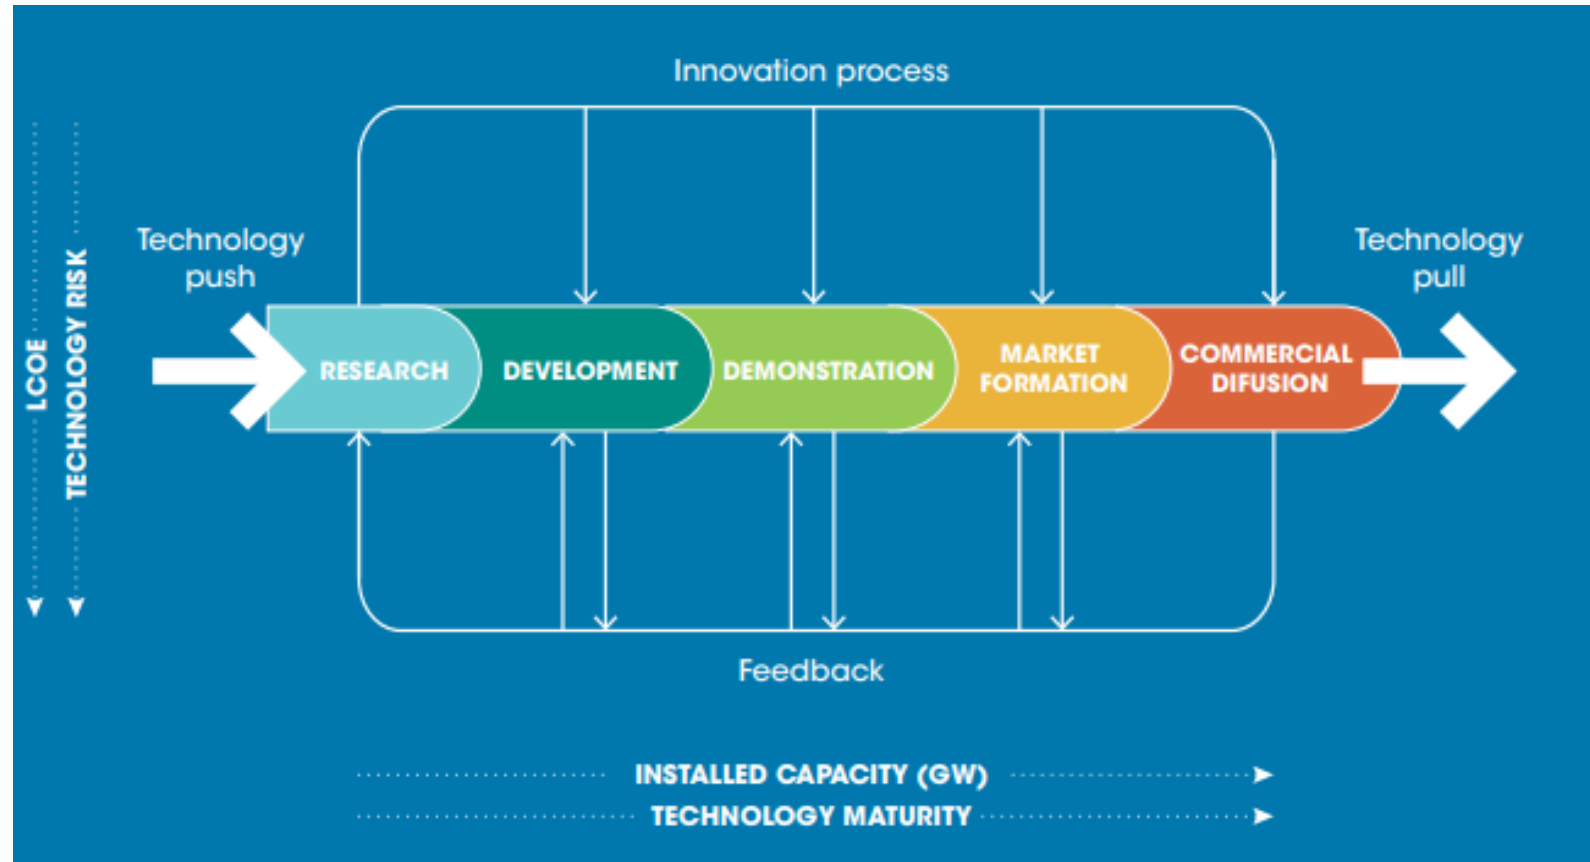 Innovation process
Technology
push
Technology
pull
LCOE
TECHNOLOGY RISK
RESEARCH
DEVELOPMENT
DEMONSTRATION
MARKET
FORMATION
COMMERCIAL
DIFUSION
Feedback
INSTALLED CAPACITY (GW)
TECHNOLOGY MATURITY